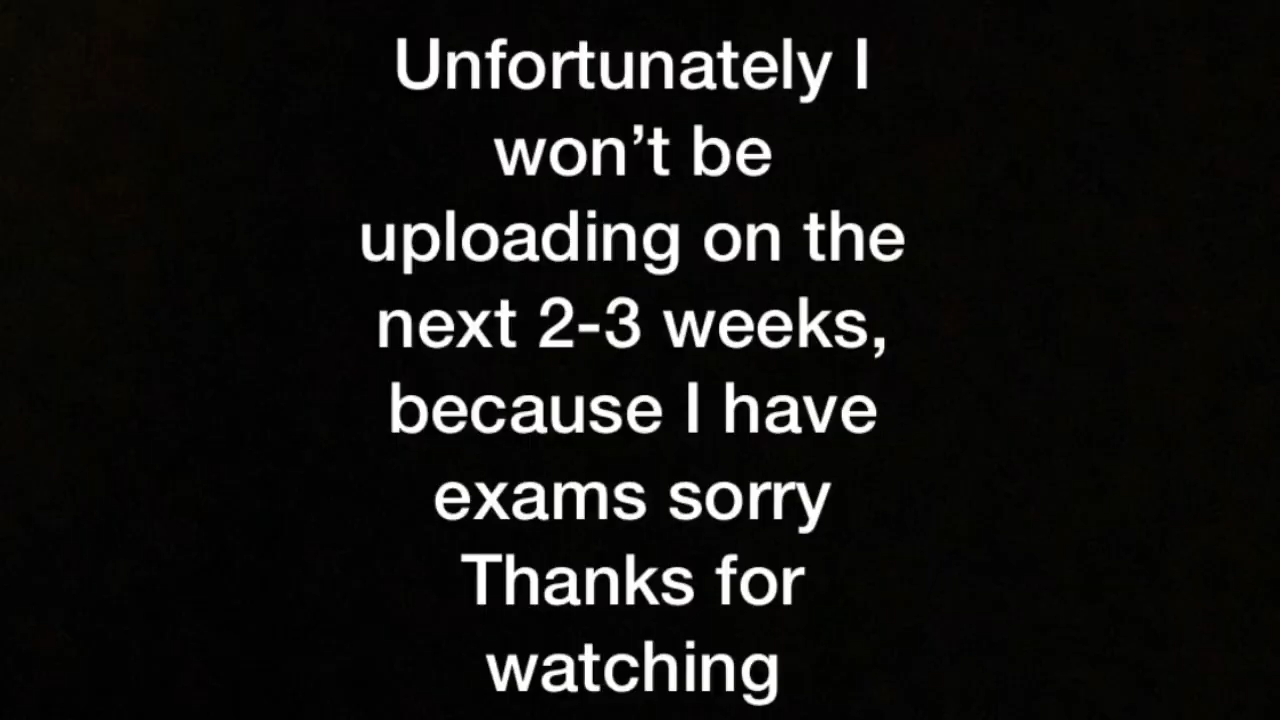 Unfortunately I
won’t be
uploading on the
next 2-3 weeks,
because I have
exams sorry
Thanks for
watching